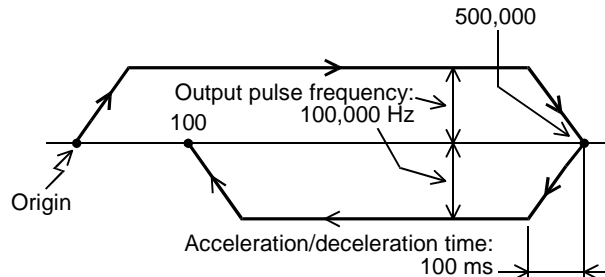 500,000
Output pulse frequency:
100,000 Hz
100
Origin
Acceleration/deceleration time:
100 ms